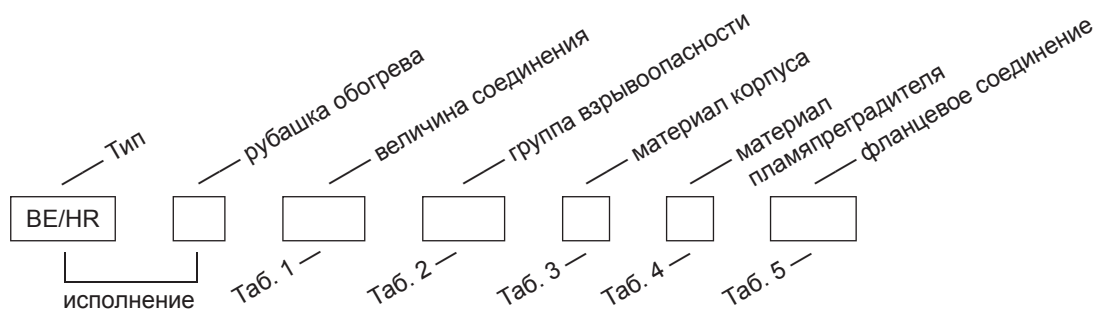 Тип
рубашка обогрева
величина соединения
группа взрывоопасности
материал корпуса
материал
пламяпреградителя
фланцевое соединение
BE/HR
исполнение
Таб. 1
Таб. 2
Таб. 3
Таб. 4
Таб. 5